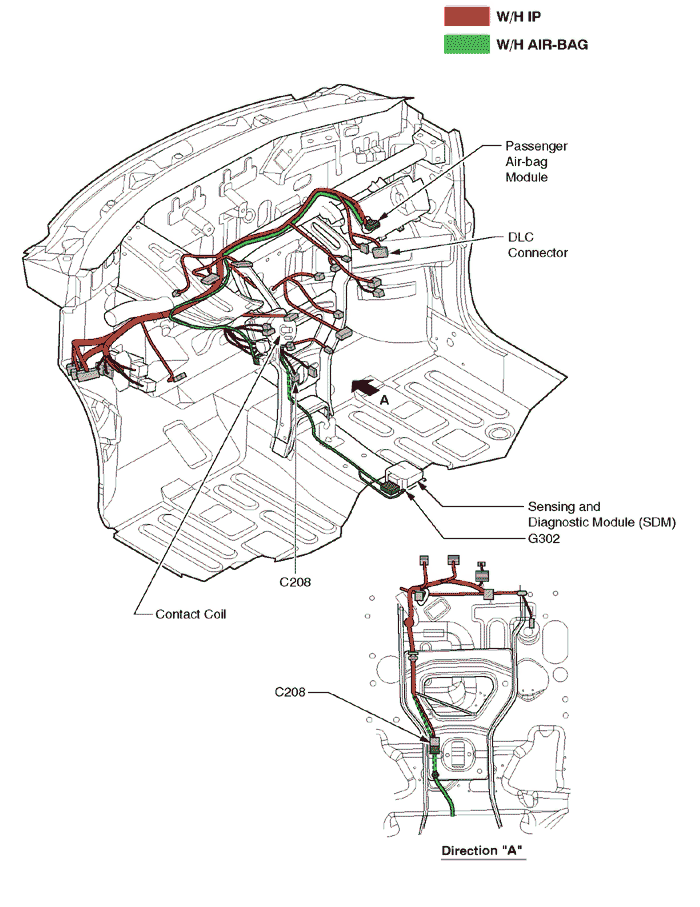 W/H IP
W/H AIR-BAG
Passenger
Air-bag
Module
DLC
Connector
A
Sensing and
Diagnostic Module (SDM)
G302
C208
Contact Coil
C208
Direction "A"